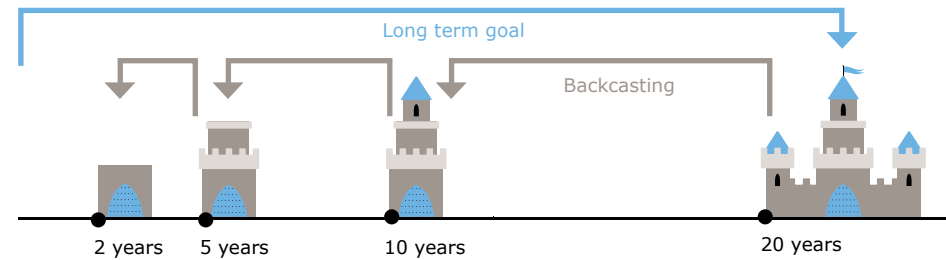 Long term goal
Backcasting
2 years
5 years
10 years
20 years